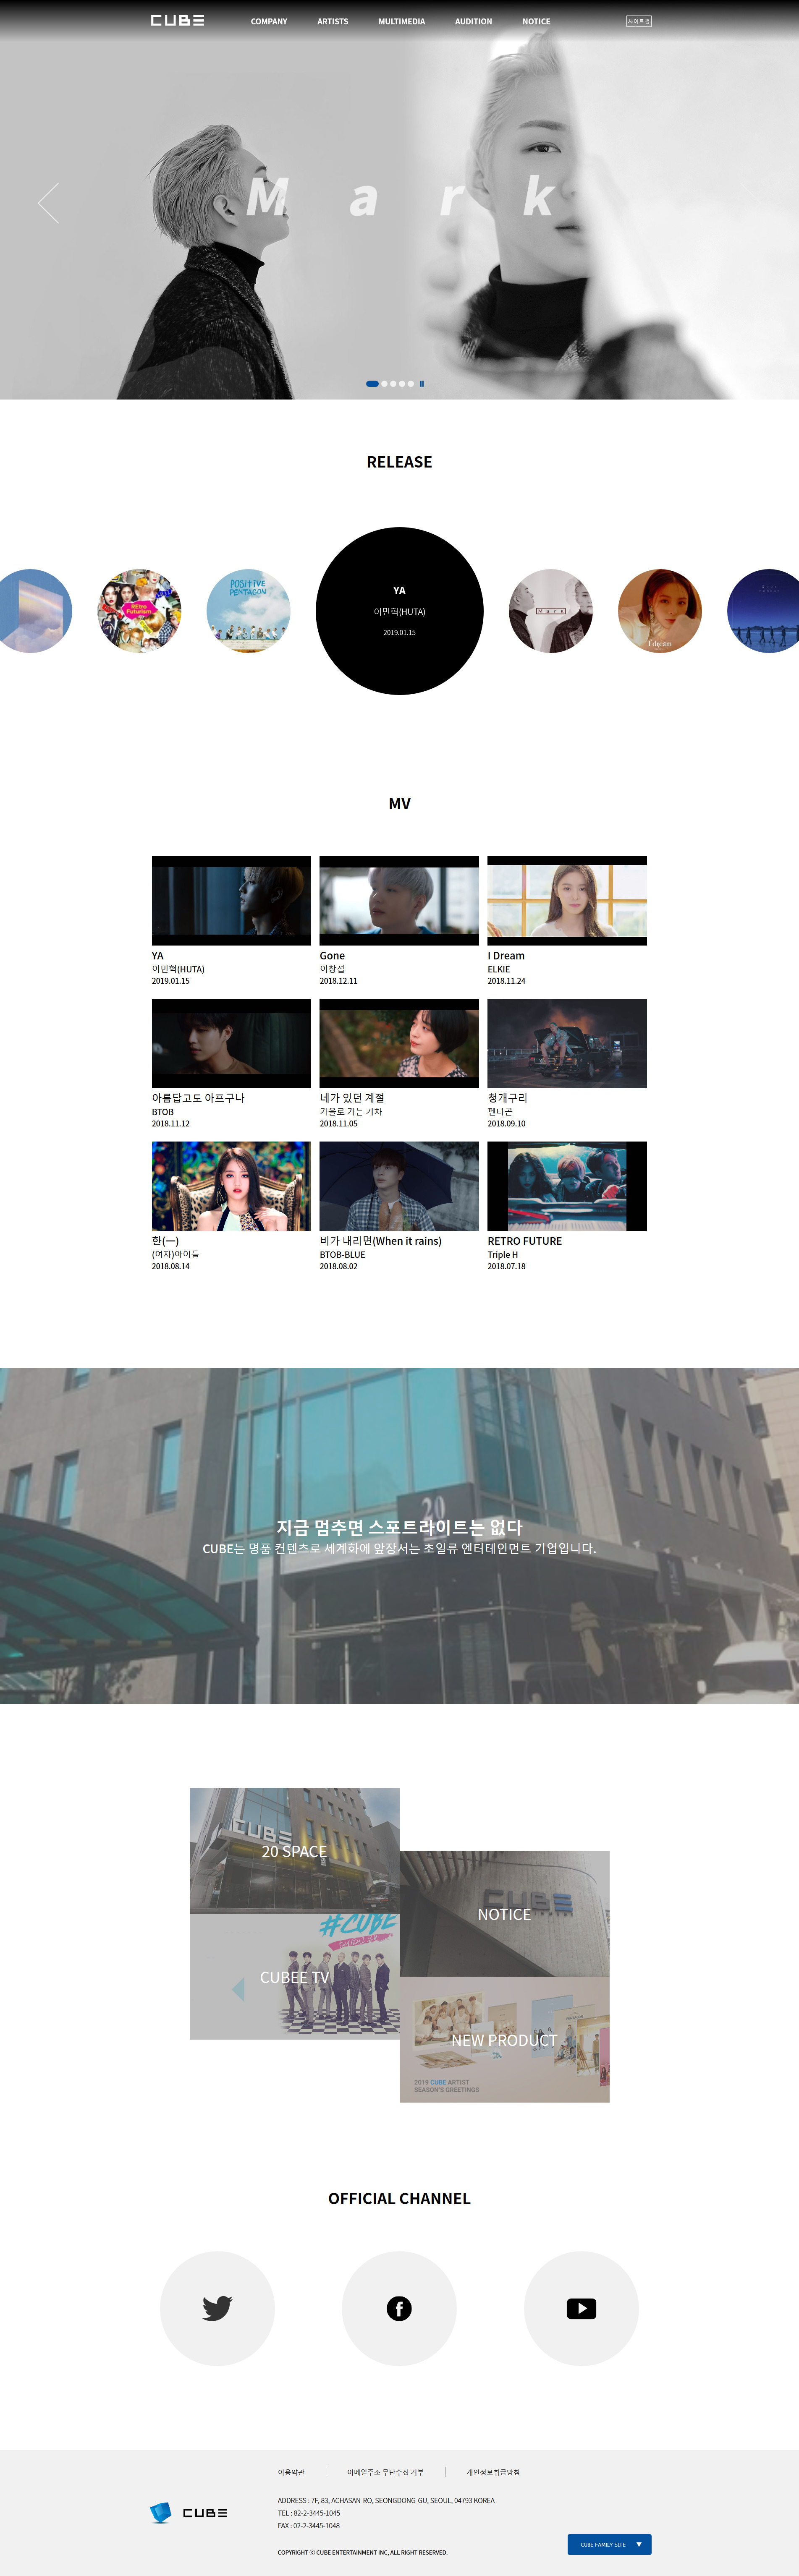 CUBE
COMPANY ARTISTS MULTIMEDIA AUDITION NOTICE
사이트맵
Mark
RELEASE
REtro Futurism
POSITIVE PENTAGON
YA
이민혁(HUTA)
2019.01.15
Mark
I dream
MV
YA
이민혁(HUTA)
2019.01.15
Gone
이창섭
2018.12.11
I Dream
ELKIE
2018.11.24
아름답고도 아프구나
BTOB
2018.11.12
네가 있던 계절
가을로 가는 기차
2018.11.05
청개구리
펜타곤
2018.09.10
한(一)
(여자)아이들
2018.08.14
비가 내리면(When it rains)
BTOB-BLUE
2018.08.02
RETRO FUTURE
Triple H
2018.07.18
20
지금 멈추면 스포트라이트는 없다
CUBE는 명품 컨텐츠로 세계화에 앞장서는 초일류 엔터테인먼트 기업입니다.
CUBE
20 SPACE
CUBE
NOTICE
#CUBE
CUBEE TV
NEW PRODUCT
2019 CUBE ARTIST
SEASON'S GREETINGS
OFFICIAL CHANNEL
이용약관
이메일주소 무단수집 거부
개인정보취급방침
CUBE
ADDRESS : 7F, 83, ACHASAN-RO, SEONGDONG-GU, SEOUL, 04793 KOREA
TEL : 82-2-3445-1045
FAX : 02-2-3445-1048
CUBE FAMILY SITE
COPYRIGHT ⓒ CUBE ENTERTAINMENT INC, ALL RIGHT RESERVED.